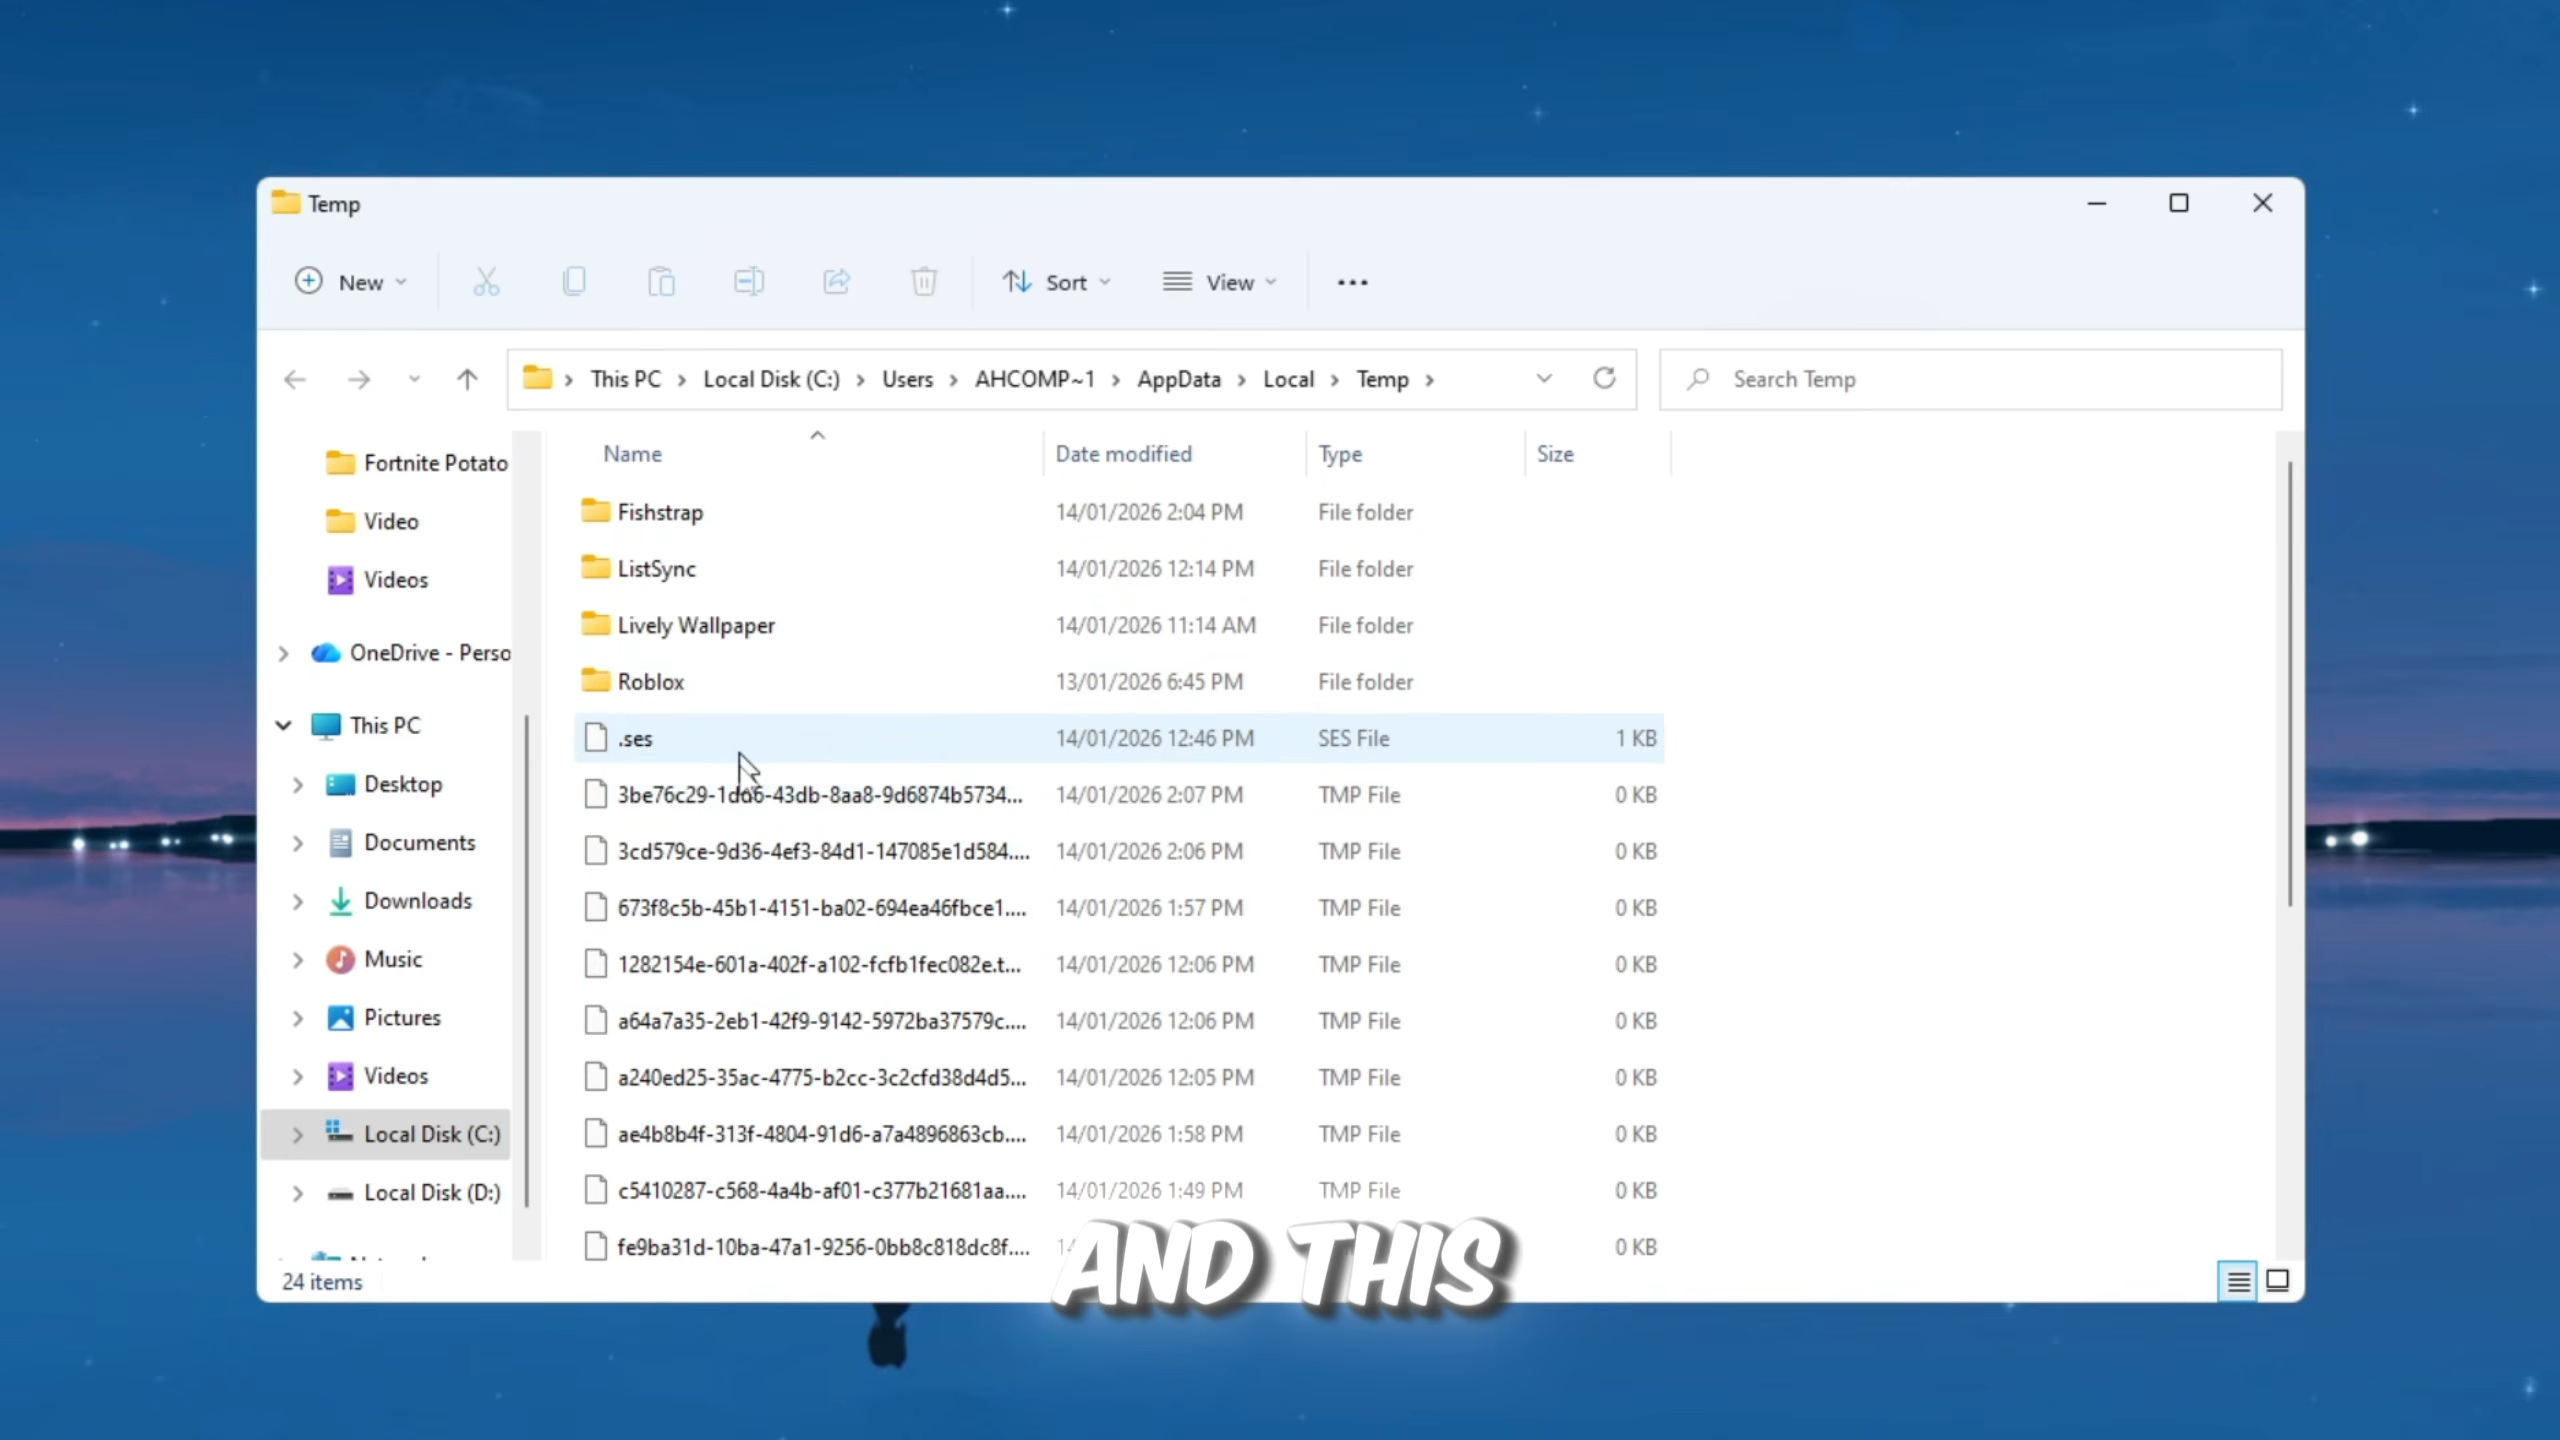 Temp
New
Sort
View
This PC > Local Disk (C:) > Users > AHCOMP~1 > AppData > Local > Temp >
Search Temp
Fortnite Potato
Video
Videos
OneDrive - Perso
This PC
Desktop
Documents
Downloads
Music
Pictures
Videos
Local Disk (C:)
Local Disk (D:)
Name Date modified Type Size
Fishstrap 14/01/2026 2:04 PM File folder
ListSync 14/01/2026 12:14 PM File folder
Lively Wallpaper 14/01/2026 11:14 AM File folder
Roblox 13/01/2026 6:45 PM File folder
.ses 14/01/2026 12:46 PM SES File 1 KB
3be76c29-1dd6-43db-8aa8-9d6874b5734... 14/01/2026 2:07 PM TMP File 0 KB
3cd579ce-9d36-4ef3-84d1-147085e1d584.... 14/01/2026 2:06 PM TMP File 0 KB
673f8c5b-45b1-4151-ba02-694ea46fbce1.... 14/01/2026 1:57 PM TMP File 0 KB
1282154e-601a-402f-a102-fcfb1fec082e.t... 14/01/2026 12:06 PM TMP File 0 KB
a64a7a35-2eb1-42f9-9142-5972ba37579c.... 14/01/2026 12:06 PM TMP File 0 KB
a240ed25-35ac-4775-b2cc-3c2cfd38d4d5... 14/01/2026 12:05 PM TMP File 0 KB
ae4b8b4f-313f-4804-91d6-a7a4896863cb.... 14/01/2026 1:58 PM TMP File 0 KB
c5410287-c568-4a4b-af01-c377b21681aa.... 14/01/2026 1:49 PM TMP File 0 KB
fe9ba31d-10ba-47a1-9256-0bb8c818dc8f.... 0 KB
AND THIS
24 items